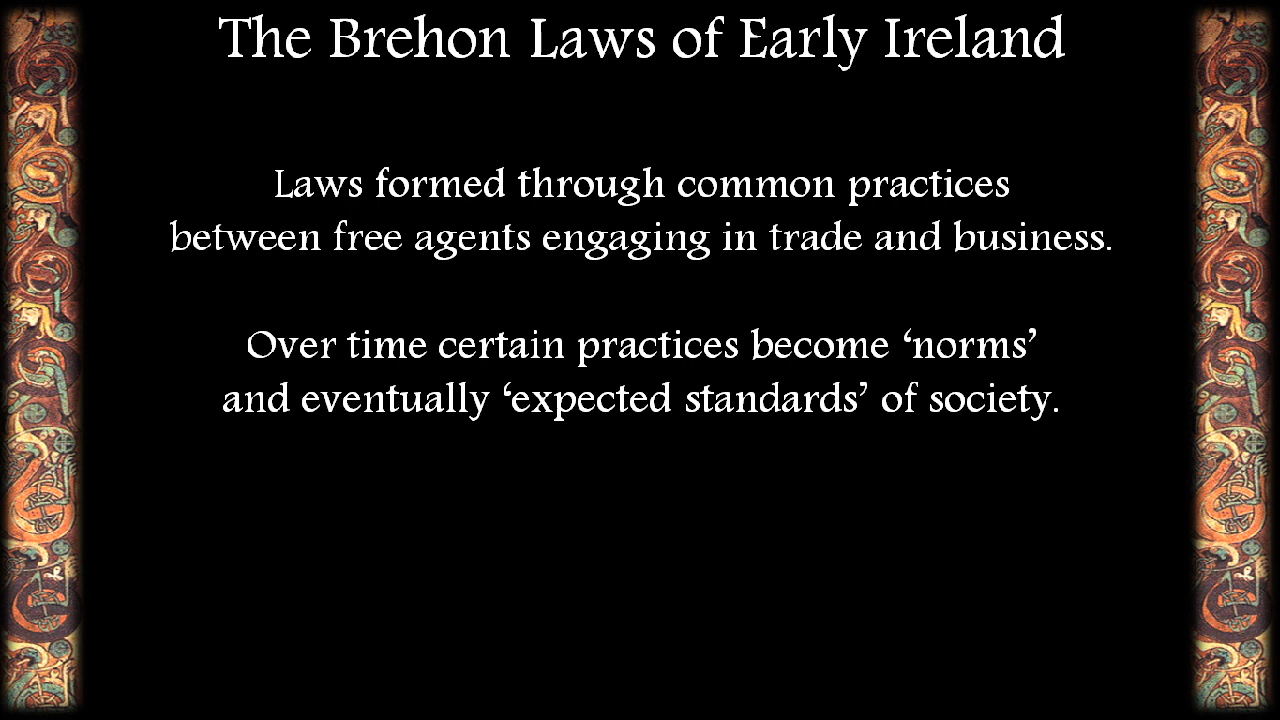 The Brehon Laws of Early Ireland
Laws formed through common practices
between free agents engaging in trade and business.
Over time certain practices become ‘norms’
and eventually ‘expected standards’ of society.